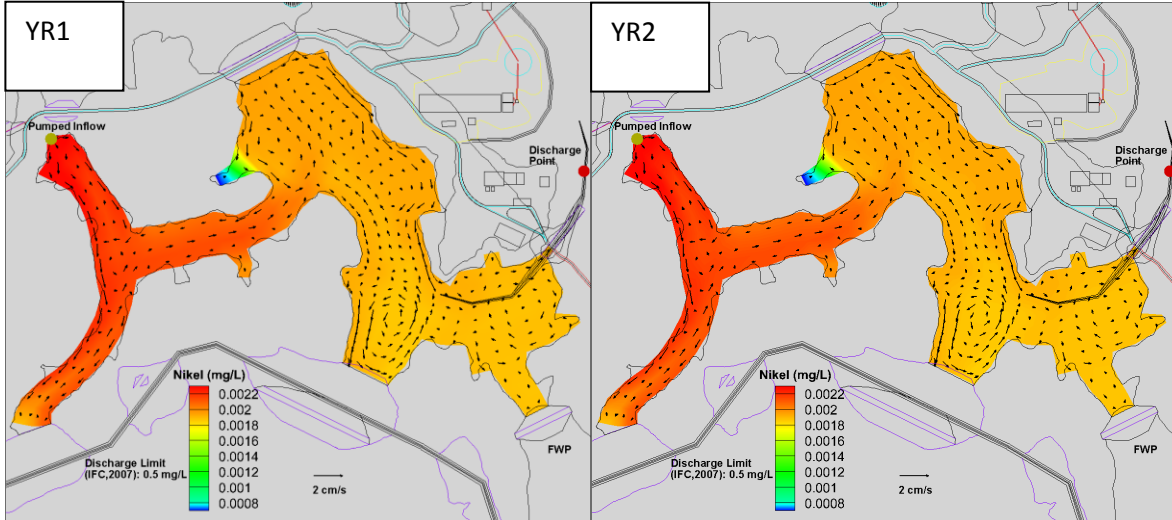 YR1
Pumped Inflow
Discharge
Point
Nikel (mg/L)
0.0022
0.002
0.0018
0.0016
0.0014
0.0012
0.001
0.0008
Discharge Limit
(IFC,2007): 0.5 mg/L
2 cm/s
FWP
YR2
Pumped Inflow
Discharge
Point
Nikel (mg/L)
0.0022
0.002
0.0018
0.0016
0.0014
0.0012
0.001
0.0008
Discharge Limit
(IFC,2007): 0.5 mg/L
2 cm/s
FWP